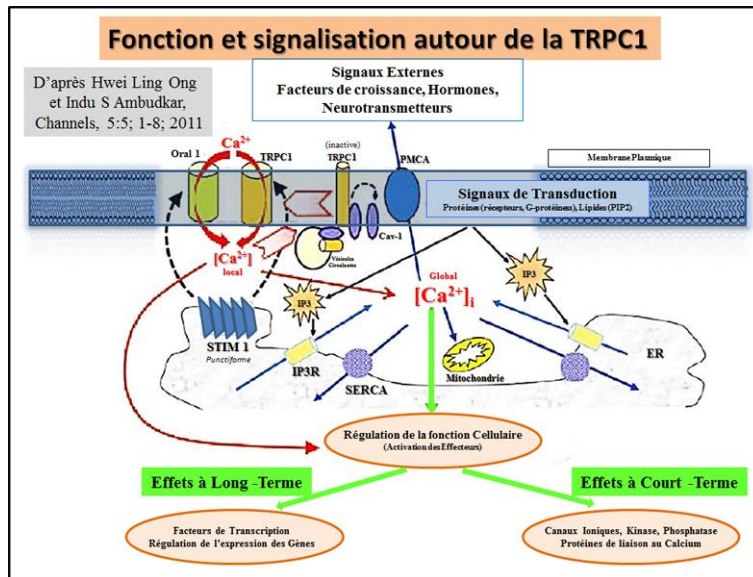 Fonction et signalisation autour de la TRPC1
D'après Hwei Ling Ong
et Indu S Ambudkar,
Channels, 5:5; 1-8; 2011
Signaux Externes
Facteurs de croissance, Hormones,
Neurotransmetteurs
Oral 1
Ca²⁺
TRPC1
(inactive)
TRPC1
PMCA
Membrane Plasmique
Signaux de Transduction
Protéines (récepteurs, G-protéines), Lipides (PIP2)
Cav-1
[Ca²⁺]
local
Vésicule
Global
[Ca²⁺]i
IP3
IP3
STIM 1
Punctiforme
IP3R
SERCA
Mitochondrie
ER
Régulation de la fonction Cellulaire
(Activation des Effecteurs)
Effets à Long -Terme
Effets à Court -Terme
Facteurs de Transcription
Régulation de l'expression des Gènes
Canaux Ioniques, Kinase, Phosphatase
Protéines de liaison au Calcium